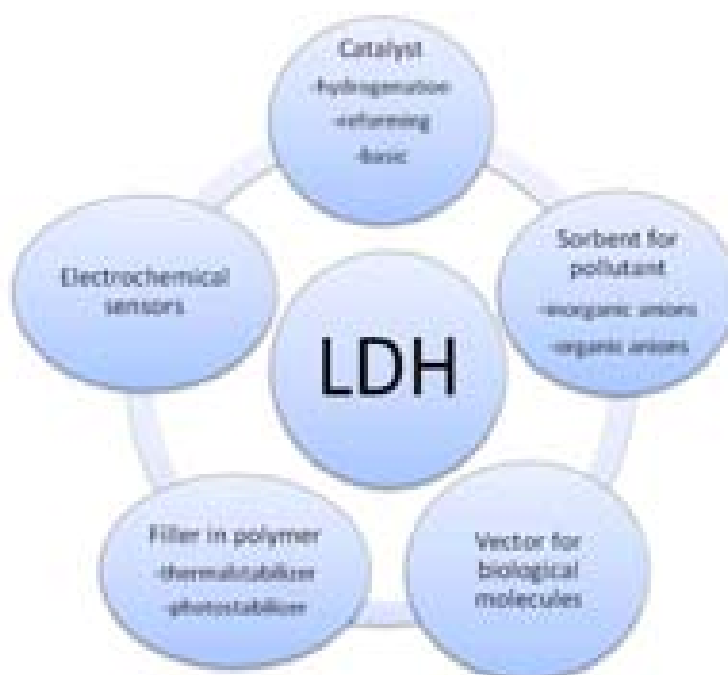 Catalyst
-hydrogenation
-reforming
-basic
Sorbent for
pollutant
-inorganic anions
-organic anions
Vector for
biological
molecules
Filler in polymer
-thermalstabilizer
-photostabilizer
Electrochemical
sensors
LDH